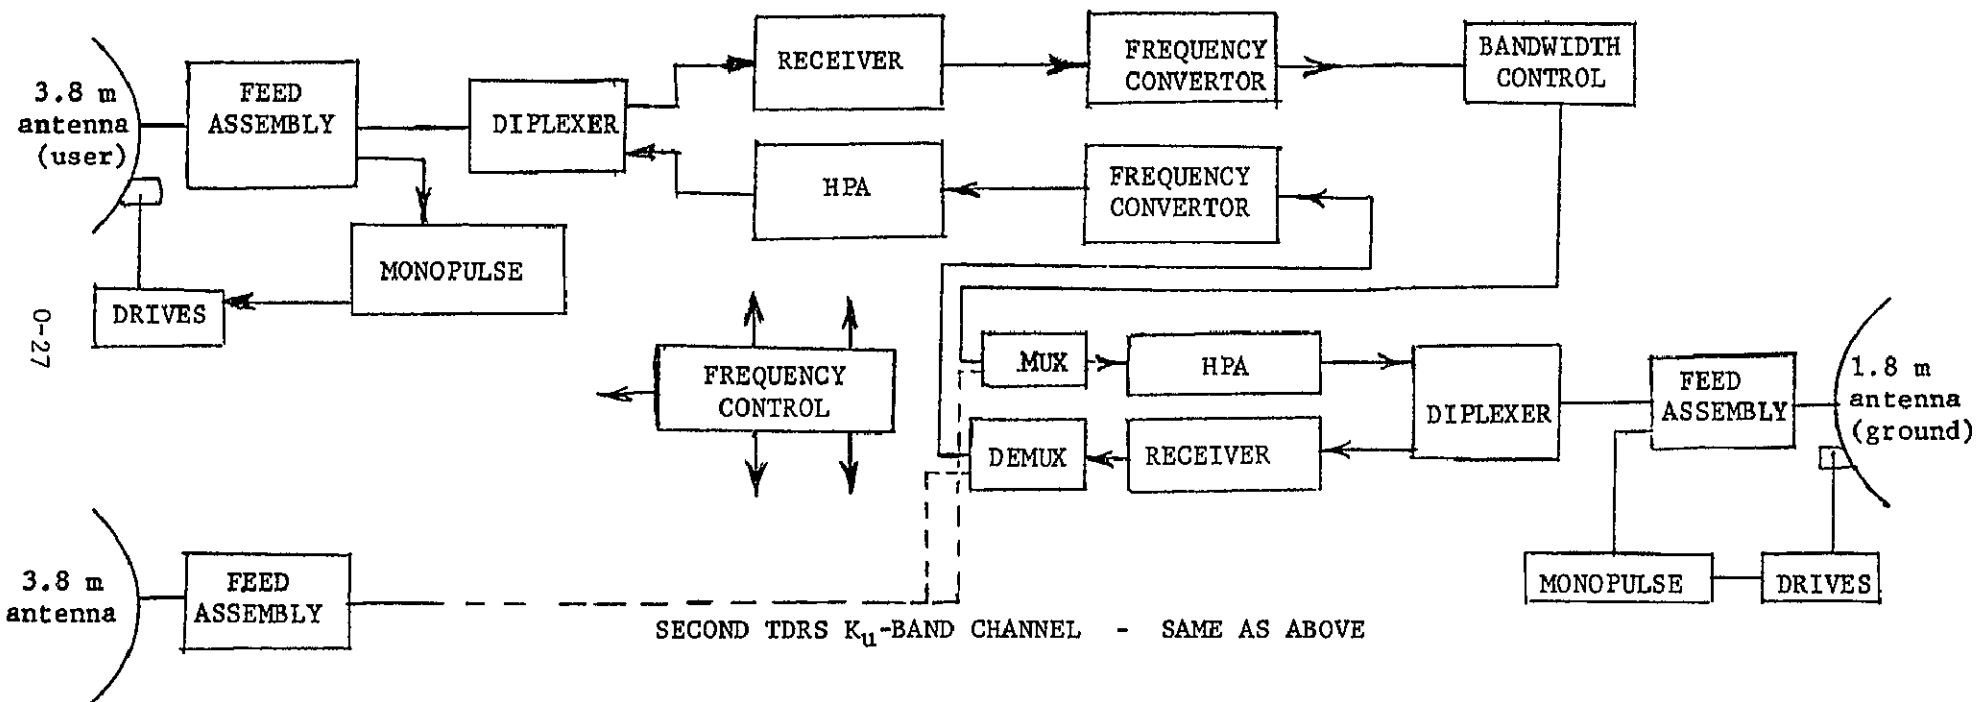 3.8 m
antenna
(user)
FEED
ASSEMBLY
DIPLEXER
RECEIVER
FREQUENCY
CONVERTOR
BANDWIDTH
CONTROL
HPA
FREQUENCY
CONVERTOR
MONOPULSE
DRIVES
0-27
FREQUENCY
CONTROL
MUX
HPA
DIPLEXER
FEED
ASSEMBLY
1.8 m
antenna
(ground)
DEMUX
RECEIVER
MONOPULSE
DRIVES
3.8 m
antenna
FEED
ASSEMBLY
SECOND TDRS Ku-BAND CHANNEL - SAME AS ABOVE